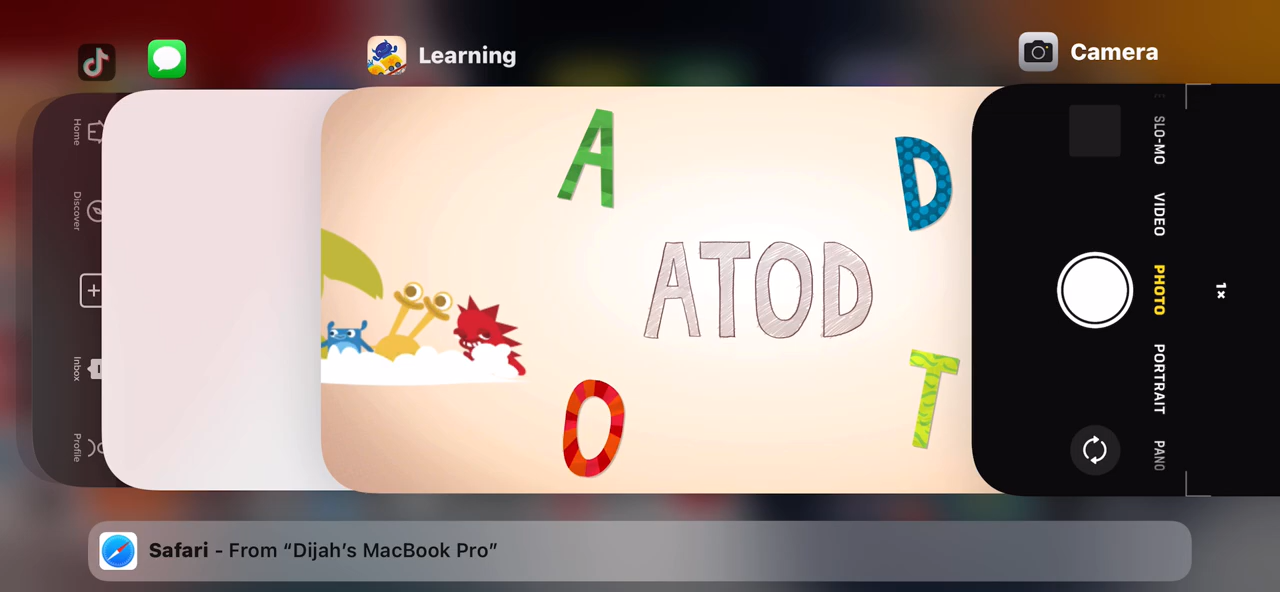 Learning
Camera
Home
Discover
Inbox
Profile
A
D
ATOD
O
T
SLO-MO
VIDEO
PHOTO
PORTRAIT
PANO
1×
Safari - From “Dijah’s MacBook Pro”